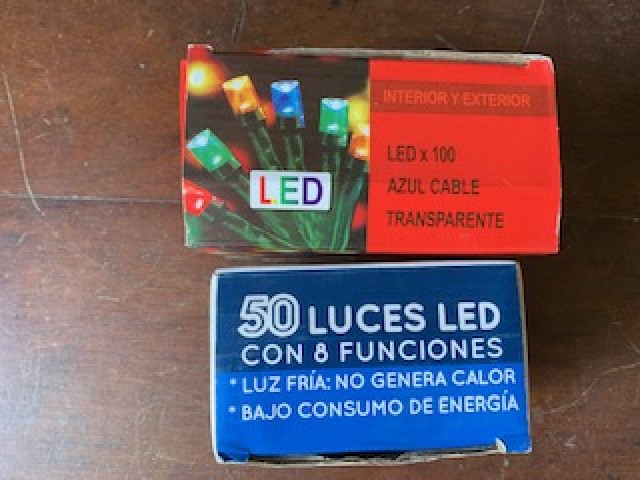 INTERIOR Y EXTERIOR
LED x 100
AZUL CABLE
TRANSPARENTE
LED
50 LUCES LED
CON 8 FUNCIONES
* LUZ FRÍA: NO GENERA CALOR
* BAJO CONSUMO DE ENERGÍA